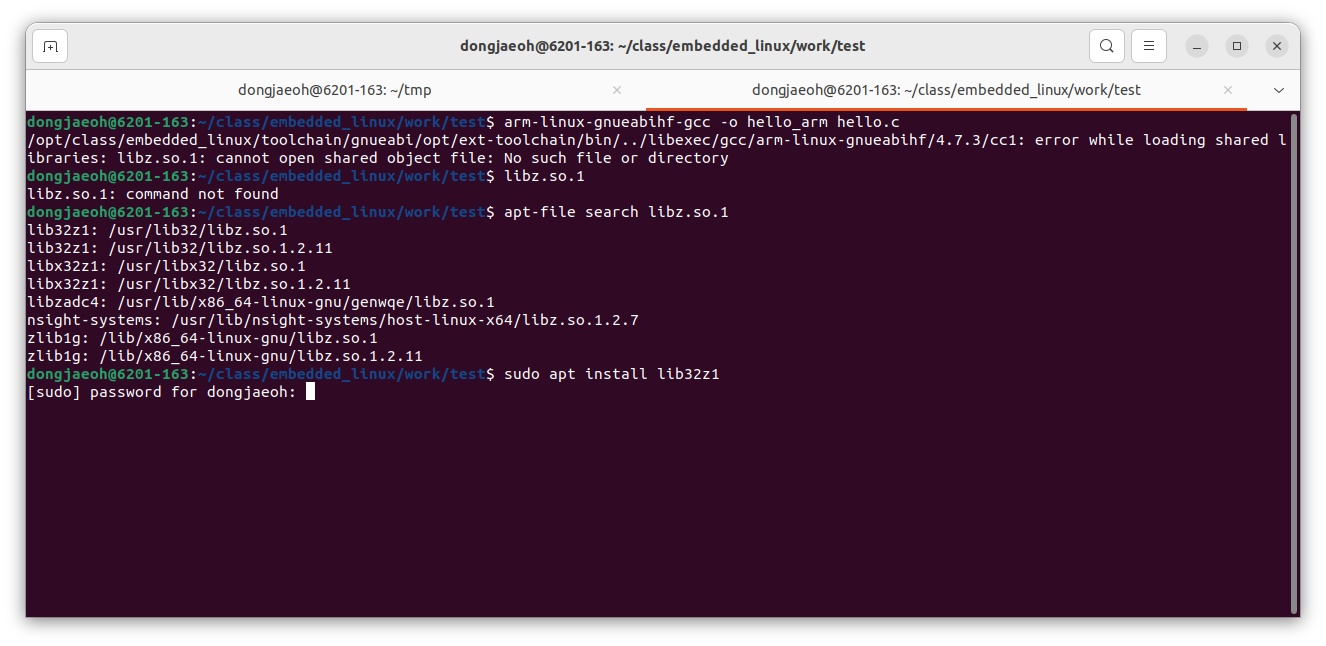 dongjaeoh@6201-163: ~/class/embedded_linux/work/test
dongjaeoh@6201-163: ~/tmp
dongjaeoh@6201-163: ~/class/embedded_linux/work/test
dongjaeoh@6201-163:~/class/embedded_linux/work/test$ arm-linux-gnueabihf-gcc -o hello_arm hello.c
/opt/class/embedded_linux/toolchain/gnueabi/opt/ext-toolchain/bin/../libexec/gcc/arm-linux-gnueabihf/4.7.3/cc1: error while loading shared l
ibraries: libz.so.1: cannot open shared object file: No such file or directory
dongjaeoh@6201-163:~/class/embedded_linux/work/test$ libz.so.1
libz.so.1: command not found
dongjaeoh@6201-163:~/class/embedded_linux/work/test$ apt-file search libz.so.1
lib32z1: /usr/lib32/libz.so.1
lib32z1: /usr/lib32/libz.so.1.2.11
libx32z1: /usr/libx32/libz.so.1
libx32z1: /usr/libx32/libz.so.1.2.11
libzadc4: /usr/lib/x86_64-linux-gnu/genwqe/libz.so.1
nsight-systems: /usr/lib/nsight-systems/host-linux-x64/libz.so.1.2.7
zlib1g: /lib/x86_64-linux-gnu/libz.so.1
zlib1g: /lib/x86_64-linux-gnu/libz.so.1.2.11
dongjaeoh@6201-163:~/class/embedded_linux/work/test$ sudo apt install lib32z1
[sudo] password for dongjaeoh: